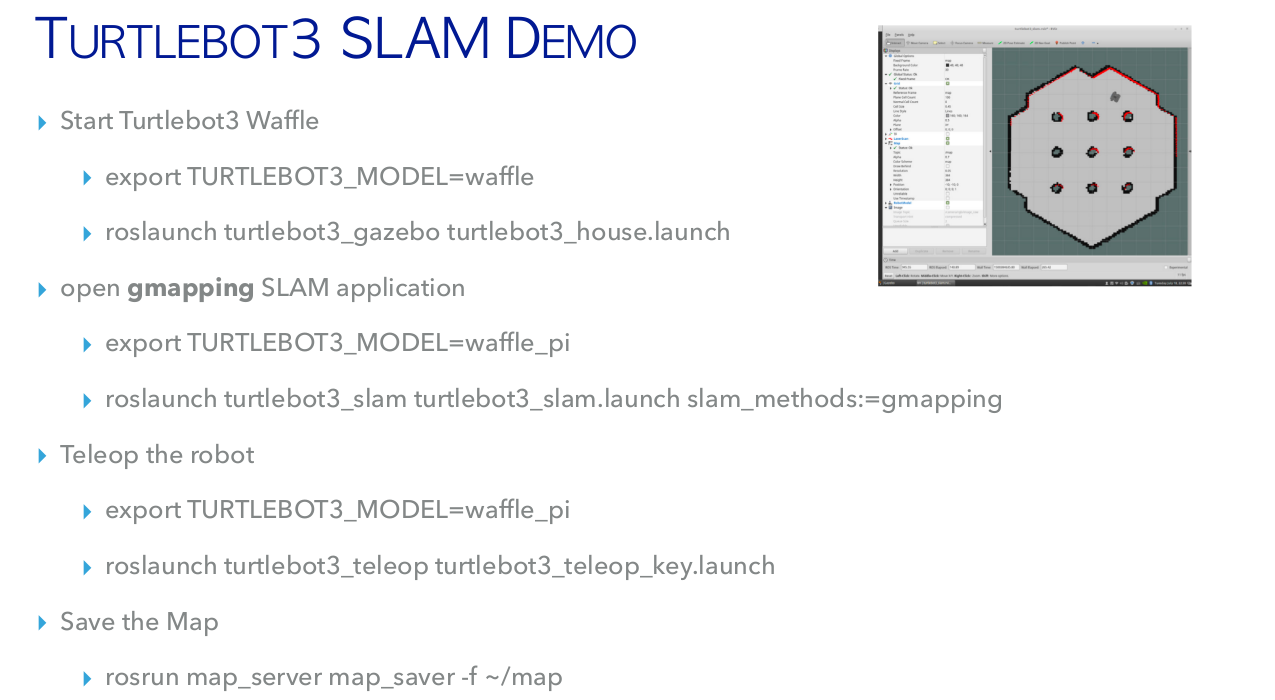 TURTLEBOT3 SLAM DEMO
Start Turtlebot3 Waffle
export TURTLEBOT3_MODEL=waffle
roslaunch turtlebot3_gazebo turtlebot3_house.launch
open gmapping SLAM application
export TURTLEBOT3_MODEL=waffle_pi
roslaunch turtlebot3_slam turtlebot3_slam.launch slam_methods:=gmapping
Teleop the robot
export TURTLEBOT3_MODEL=waffle_pi
roslaunch turtlebot3_teleop turtlebot3_teleop_key.launch
Save the Map
rosrun map_server map_saver -f ~/map